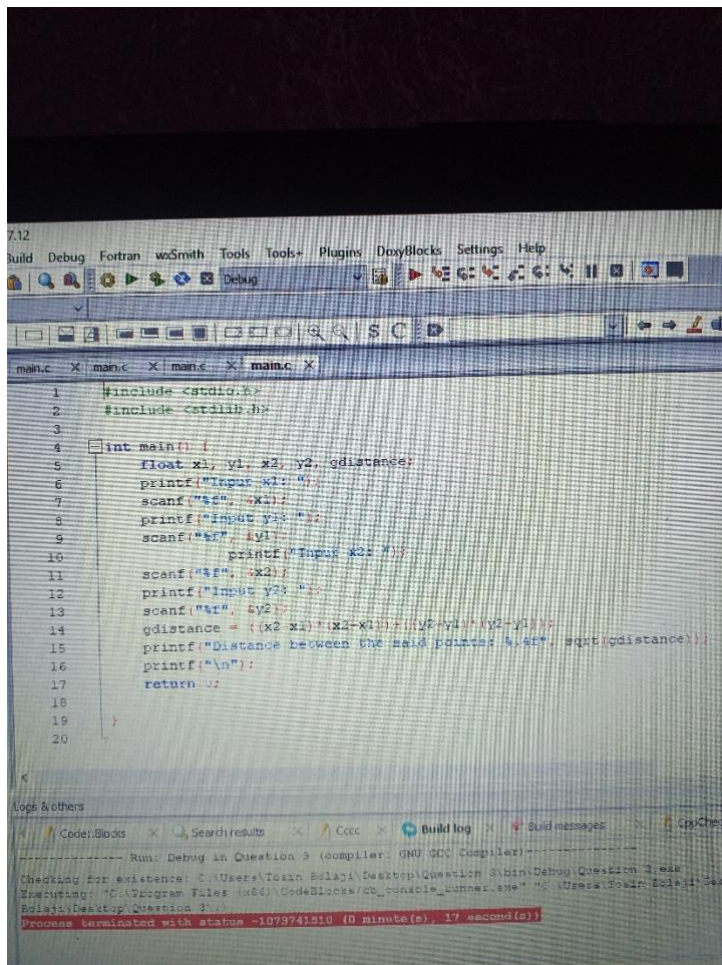 7.12
Build Debug Fortran wxSmith Tools Tools+ Plugins DoxyBlocks Settings Help
Debug
S C
main.c main.c main.c main.c
1 #include <stdio.h>
2 #include <stdlib.h>
3
4 int main() {
5 float x1, y1, x2, y2, gdistance;
6 printf("Input x1: ");
7 scanf("%f", &x1);
8 printf("Input y1: ");
9 scanf("%f", &y1);
10 printf("Input x2: ");
11 scanf("%f", &x2);
12 printf("Input y2: ");
13 scanf("%f", &y2);
14 gdistance = ((x2-x1)*(x2-x1))+((y2-y1)*(y2-y1));
15 printf("Distance between the said points: %.4f", sqrt(gdistance));
16 printf("\n");
17 return 0;
18
19 }
20
Logs & others
Code::Blocks Search results Cccc Build log Build messages CppChec
-------------- Run: Debug in Question 3 (compiler: GNU GCC Compiler)---------------
Checking for existence: C:\Users\Tosin Bolaji\Desktop\Question 3\bin\Debug\Question 3.exe
Executing: "C:\Program Files (x86)\CodeBlocks/cb_console_runner.exe" "C:\Users\Tosin Bolaji\Des
Bolaji\Desktop\Question 3\.)
Process terminated with status -1073741510 (0 minute(s), 17 second(s))